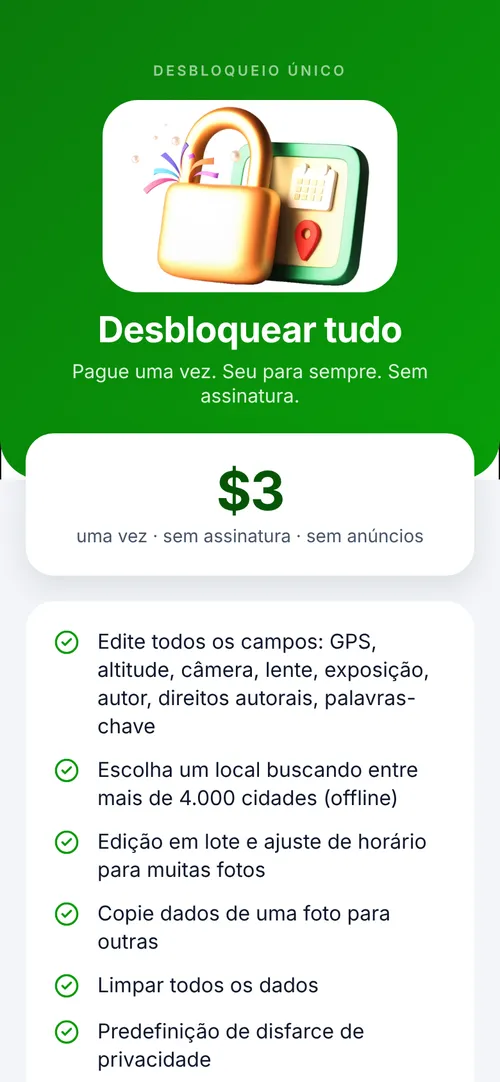 DESBLOQUEIO ÚNICO
Desbloquear tudo
Pague uma vez. Seu para sempre. Sem
assinatura.
$3
uma vez · sem assinatura · sem anúncios
Edite todos os campos: GPS,
altitude, câmera, lente, exposição,
autor, direitos autorais, palavras-
chave
Escolha um local buscando entre
mais de 4.000 cidades (offline)
Edição em lote e ajuste de horário
para muitas fotos
Copie dados de uma foto para
outras
Limpar todos os dados
Predefinição de disfarce de
privacidade